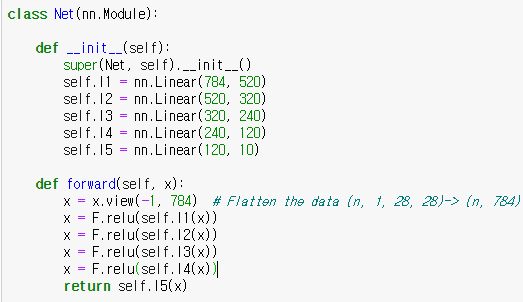 class Net(nn.Module):
def __init__(self):
super(Net, self).__init__()
self.l1 = nn.Linear(784, 520)
self.l2 = nn.Linear(520, 320)
self.l3 = nn.Linear(320, 240)
self.l4 = nn.Linear(240, 120)
self.l5 = nn.Linear(120, 10)
def forward(self, x):
x = x.view(-1, 784)  # Flatten the data (n, 1, 28, 28)-> (n, 784)
x = F.relu(self.l1(x))
x = F.relu(self.l2(x))
x = F.relu(self.l3(x))
x = F.relu(self.l4(x))
return self.l5(x)